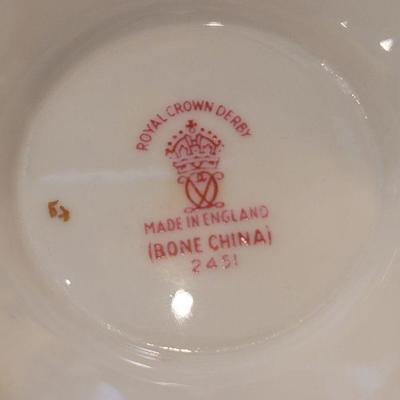 ROYAL CROWN DERBY
MADE IN ENGLAND
(BONE CHINA)
2451